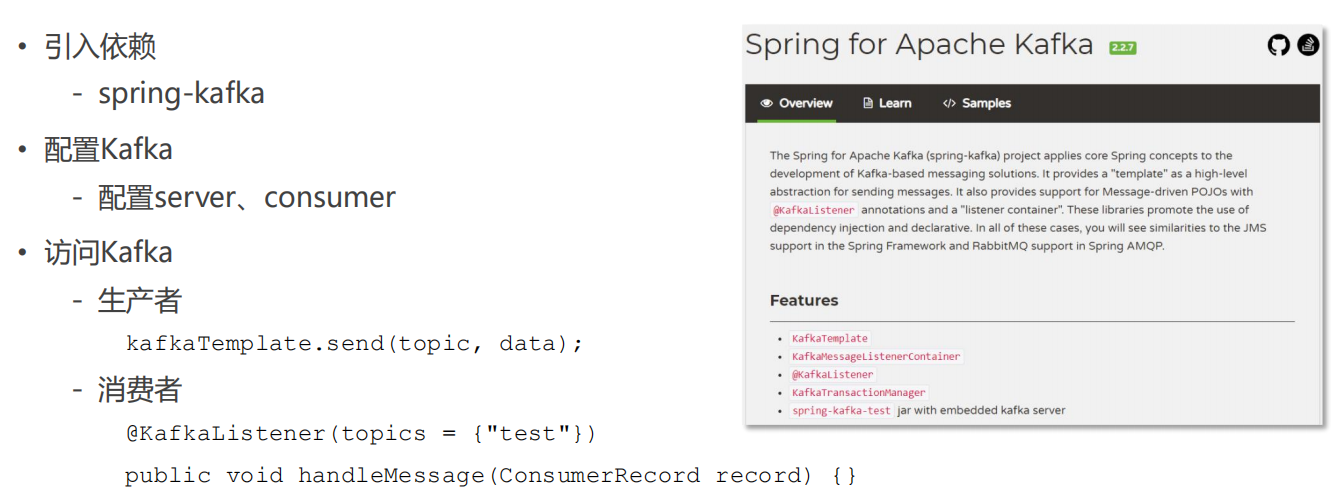 • 引入依赖
- spring-kafka
• 配置Kafka
- 配置server、consumer
• 访问Kafka
- 生产者
kafkaTemplate.send(topic, data);
- 消费者
@KafkaListener(topics = {"test"})
public void handleMessage(ConsumerRecord record) {}
Spring for Apache Kafka 2.2.7
Overview Learn </> Samples
The Spring for Apache Kafka (spring-kafka) project applies core Spring concepts to the
development of Kafka-based messaging solutions. It provides a "template" as a high-level
abstraction for sending messages. It also provides support for Message-driven POJOs with
@KafkaListener annotations and a "listener container". These libraries promote the use of
dependency injection and declarative. In all of these cases, you will see similarities to the JMS
support in the Spring Framework and RabbitMQ support in Spring AMQP.
Features
• KafkaTemplate
• KafkaMessageListenerContainer
• @KafkaListener
• KafkaTransactionManager
• spring-kafka-test jar with embedded kafka server